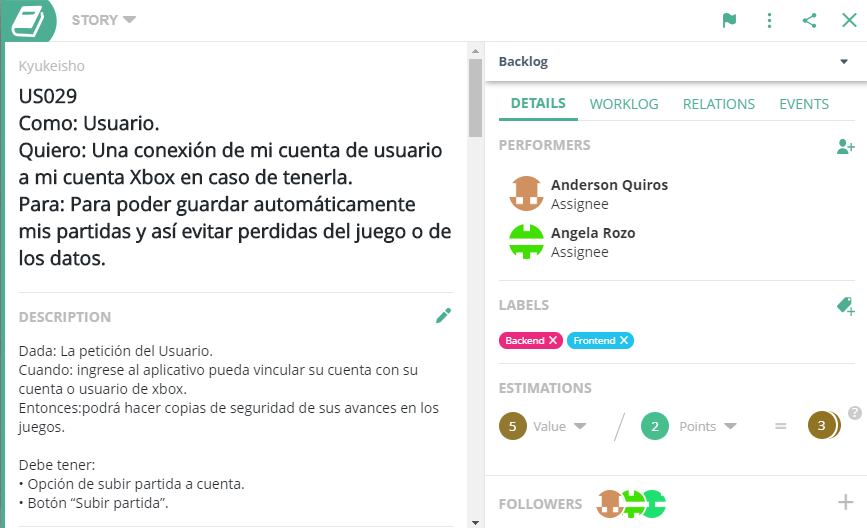 STORY
Kyukeisho
US029
Como: Usuario.
Quiero: Una conexión de mi cuenta de usuario
a mi cuenta Xbox en caso de tenerla.
Para: Para poder guardar automáticamente
mis partidas y así evitar perdidas del juego o de
los datos.
DESCRIPTION
Dada: La petición del Usuario.
Cuando: ingrese al aplicativo pueda vincular su cuenta con su
cuenta o usuario de xbox.
Entonces:podrá hacer copias de seguridad de sus avances en los
juegos.
Debe tener:
• Opción de subir partida a cuenta.
• Botón “Subir partida”.
Backlog
DETAILS WORKLOG RELATIONS EVENTS
PERFORMERS
Anderson Quiros
Assignee
Angela Rozo
Assignee
LABELS
Backend X Frontend X
ESTIMATIONS
5 Value / 2 Points = 3 ?
FOLLOWERS +